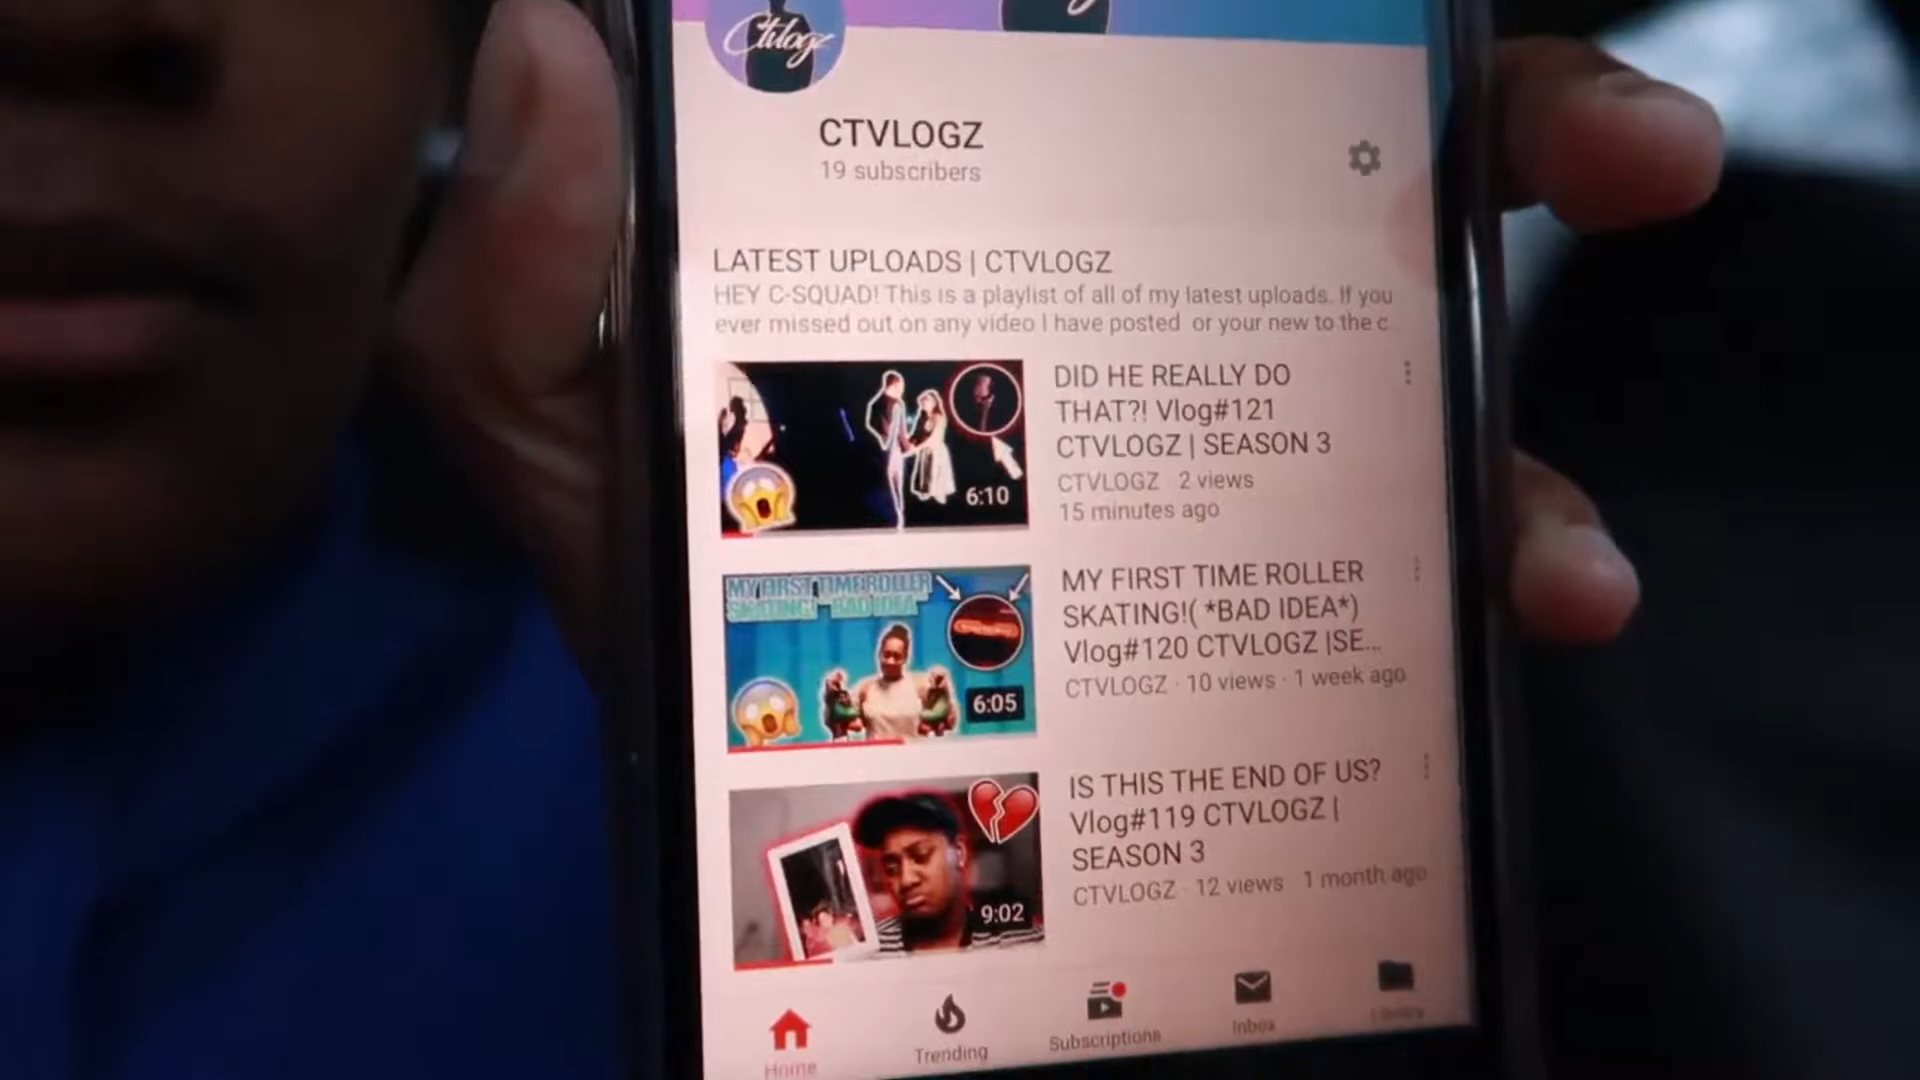 Ctvlogz
CTVLOGZ
19 subscribers
LATEST UPLOADS | CTVLOGZ
HEY C-SQUAD! This is a playlist of all of my latest uploads. If you
ever missed out on any video I have posted or your new to the c
DID HE REALLY DO
THAT?! Vlog#121
CTVLOGZ | SEASON 3
CTVLOGZ · 2 views
15 minutes ago
6:10
MY FIRST TIME ROLLER
SKATING! *BAD IDEA*
6:05
MY FIRST TIME ROLLER
SKATING!( *BAD IDEA*)
Vlog#120 CTVLOGZ |SE...
CTVLOGZ · 10 views · 1 week ago
9:02
IS THIS THE END OF US?
Vlog#119 CTVLOGZ |
SEASON 3
CTVLOGZ · 12 views · 1 month ago
Home
Trending
Subscriptions
Inbox
Library